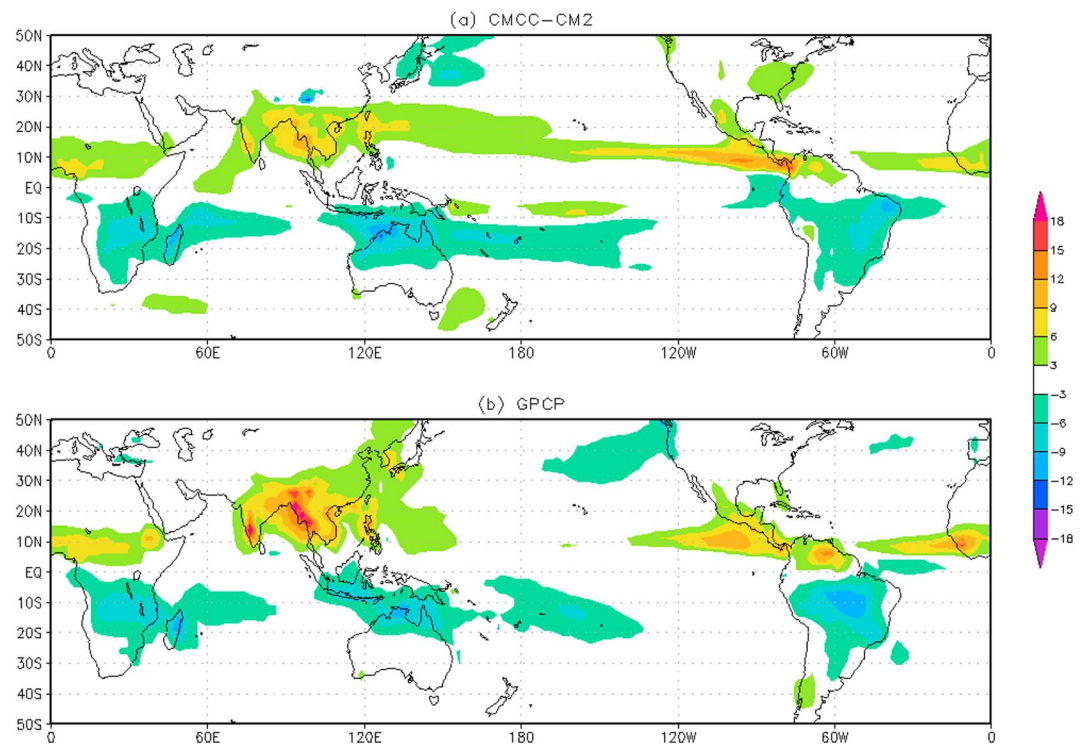 (a) CMCC-CM2
50N
40N
30N
20N
10N
EQ
10S
20S
30S
40S
50S
0 60E 120E 180 120W 60W 0
(b) GPCP
50N
40N
30N
20N
10N
EQ
10S
20S
30S
40S
50S
0 60E 120E 180 120W 60W 0
18
15
12
9
6
3
-3
-6
-9
-12
-15
-18